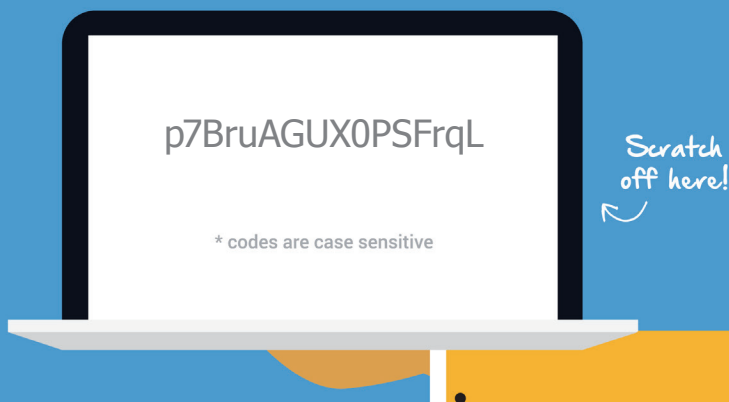 p7BruAGUX0PSFrqL
Scratch
off here!
* codes are case sensitive